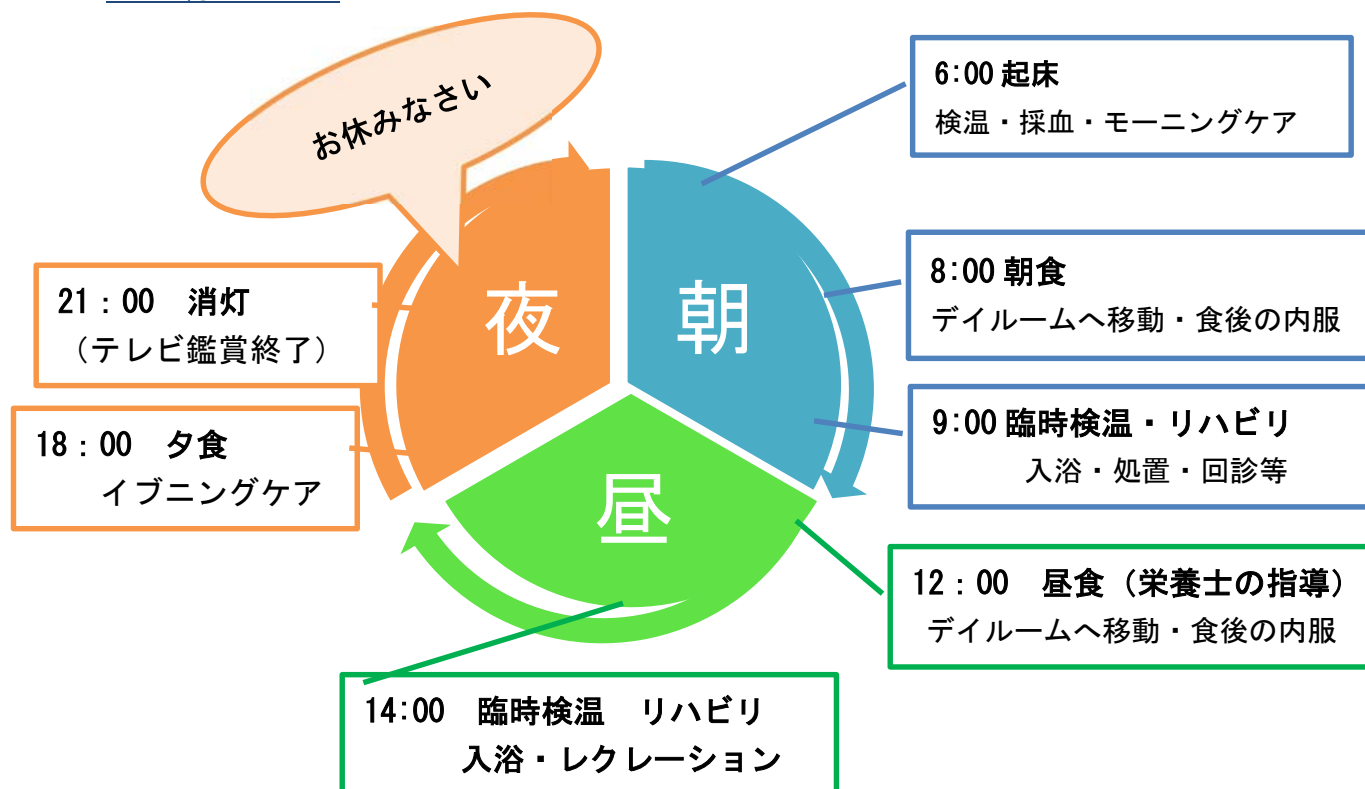 お休みなさい
6:00 起床
検温・採血・モーニングケア
8:00 朝食
デイルームへ移動・食後の内服
9:00 臨時検温・リハビリ
入浴・処置・回診等
12：00　昼食（栄養士の指導）
デイルームへ移動・食後の内服
14:00　臨時検温　リハビリ
入浴・レクレーション
18：00　夕食
イブニングケア
21：00　消灯
（テレビ鑑賞終了）
朝
昼
夜